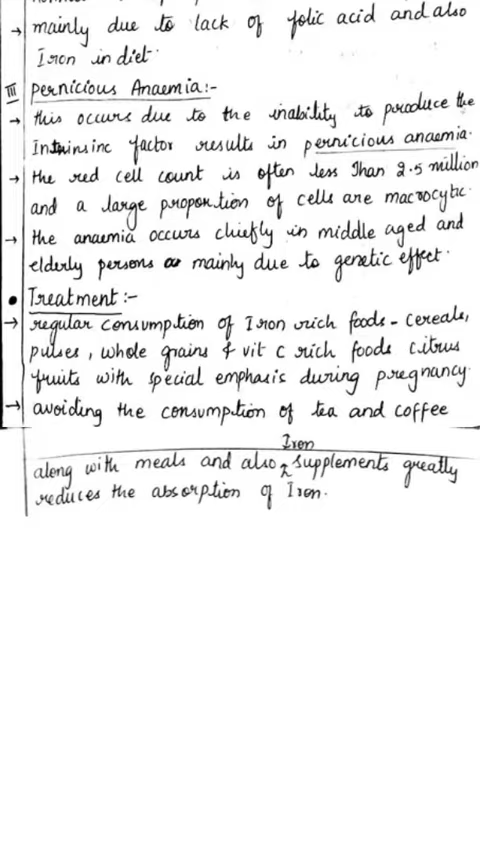 → mainly due to lack of folic acid and also
Iron in diet.
III Pernicious Anaemia:-
→ this occurs due to the inability to produce the
Intrinsinc factor results in pernicious anaemia.
→ the red cell count is often less than 2.5 million
and a large proportion of cells are macrocytic.
→ the anaemia occurs chiefly in middle aged and
elderly persons mainly due to genetic effect.
• Treatment:-
→ regular consumption of Iron rich foods - cereals,
pulses, whole grains & vit C rich foods citrus
fruits with special emphasis during pregnancy.
→ avoiding the consumption of tea and coffee
Iron
along with meals and also supplements greatly
reduces the absorption of Iron.